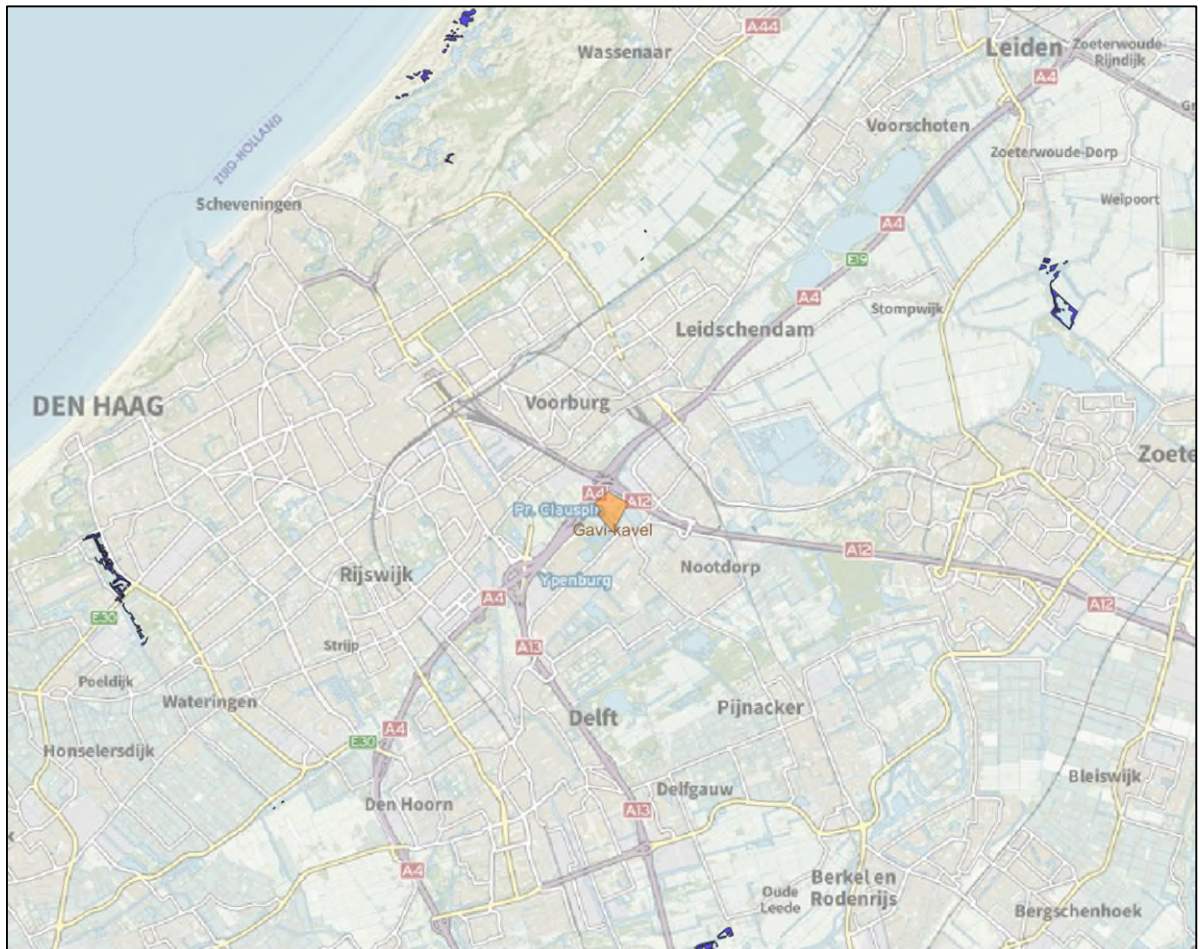 A44
Wassenaar
Leiden
Zoeterwoude-
Rijndijk
A4
Voorschoten
ZUID-HOLLAND
Zoeterwoude-Dorp
Scheveningen
Weipoort
A4
E19
A4
Stompwijk
Leidschendam
DEN HAAG
Voorburg
Zoete
A4
A12
Pr. Clausplein
Gavi-kavel
A12
Nootdorp
Rijswijk
Ypenburg
A4
A12
E30
Strijp
A13
Poeldijk
Wateringen
Delft
Pijnacker
A4
E30
Honselersdijk
Bleiswijk
Delfgauw
Den Hoorn
A13
A4
Berkel en
Rodenrijs
Oude
Leede
Bergschenhoek